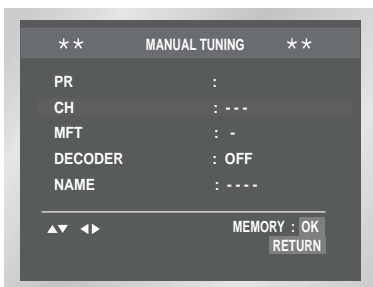 ** MANUAL TUNING **
PR :
CH : ---
MFT : -
DECODER : OFF
NAME : ----
▲▼ ◀▶ MEMORY : OK
RETURN